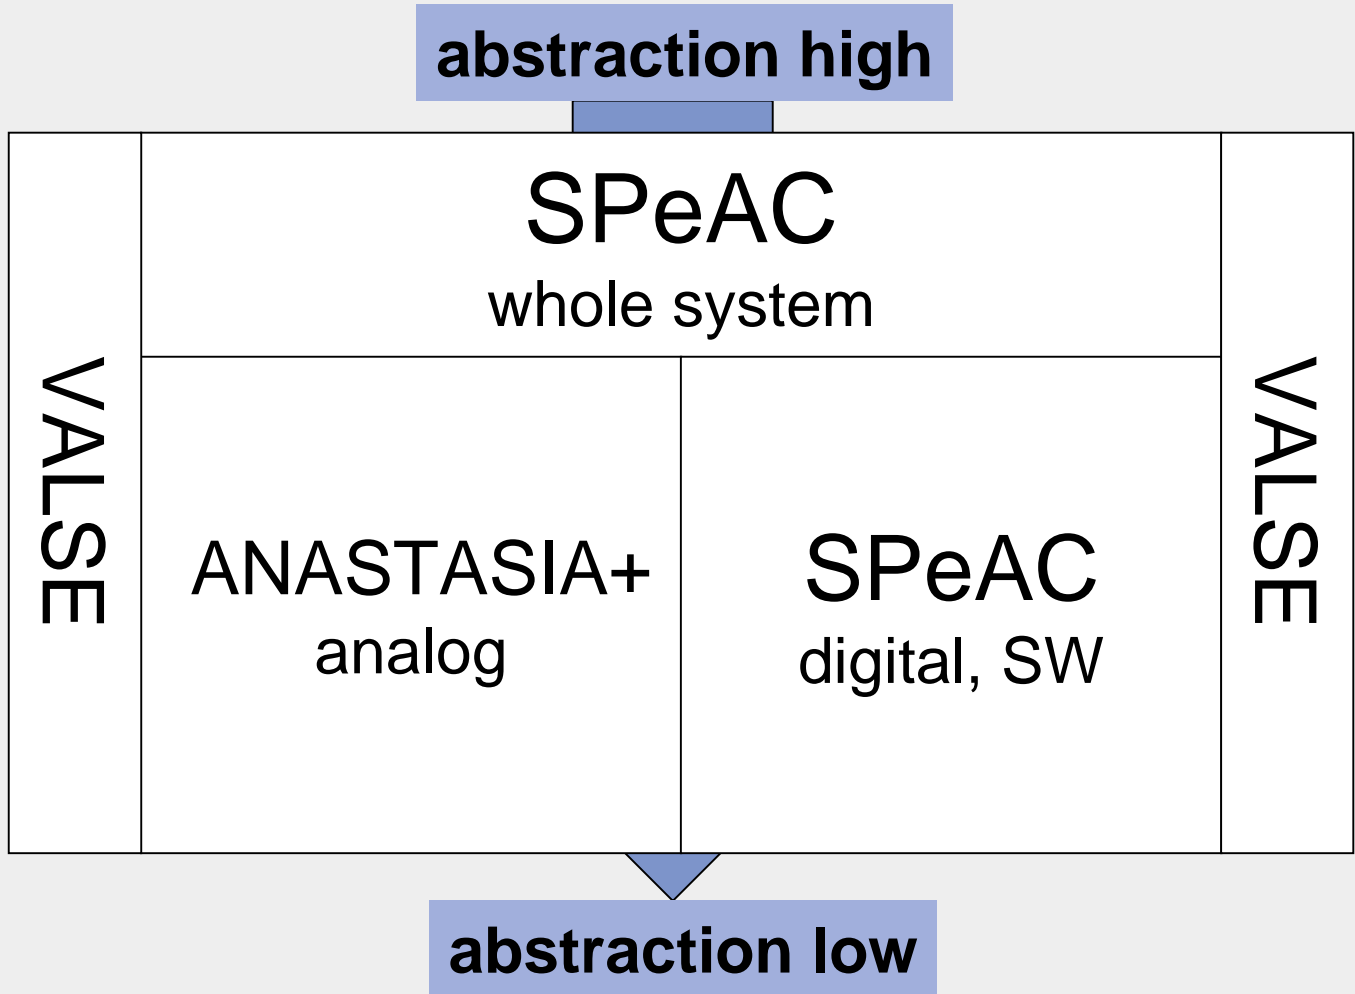 abstraction high
SPeAC
whole system
VALSE
VALSE
ANASTASIA+
analog
SPeAC
digital, SW
abstraction low